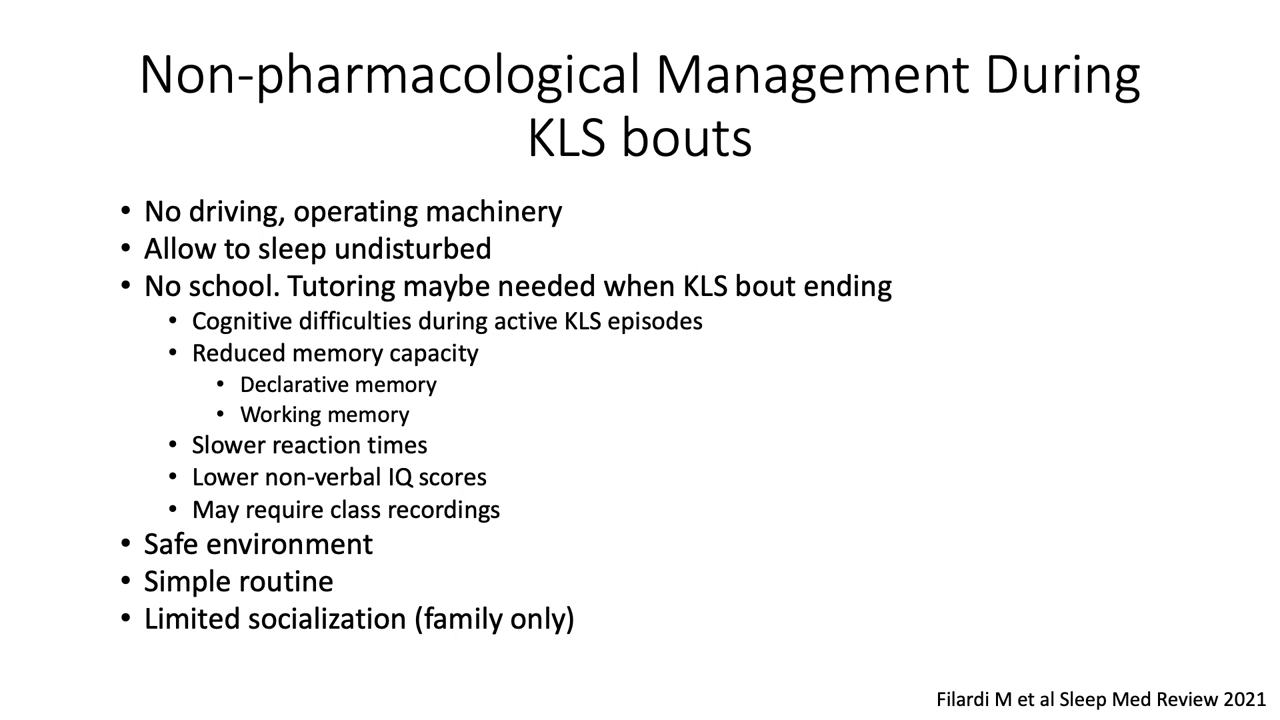 Non-pharmacological Management During
KLS bouts
• No driving, operating machinery
• Allow to sleep undisturbed
• No school. Tutoring maybe needed when KLS bout ending
• Cognitive difficulties during active KLS episodes
• Reduced memory capacity
• Declarative memory
• Working memory
• Slower reaction times
• Lower non-verbal IQ scores
• May require class recordings
• Safe environment
• Simple routine
• Limited socialization (family only)
Filardi M et al Sleep Med Review 2021